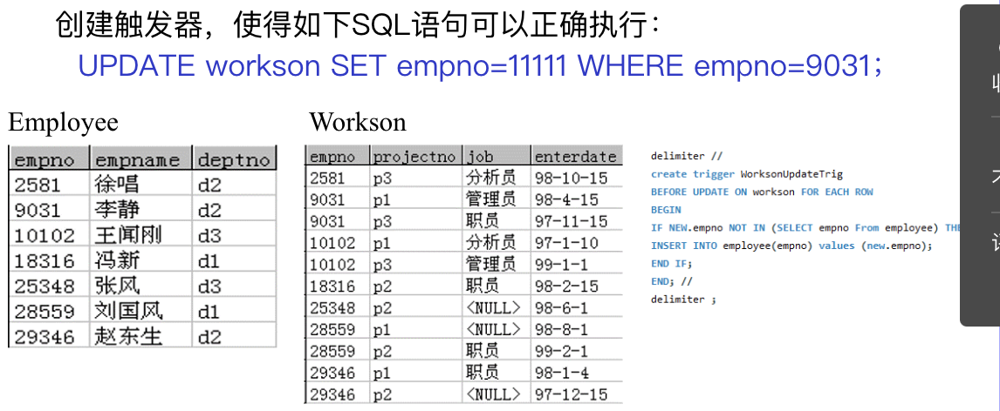 创建触发器，使得如下SQL语句可以正确执行：
UPDATE workson SET empno=11111 WHERE empno=9031;
Employee
empno empname deptno
2581 徐唱 d2
9031 李静 d2
10102 王闻刚 d3
18316 冯新 d1
25348 张风 d3
28559 刘国风 d1
29346 赵东生 d2
Workson
empno projectno job enterdate
2581 p3 分析员 98-10-15
9031 p1 管理员 98-4-15
9031 p3 职员 97-11-15
10102 p1 分析员 97-1-10
10102 p3 管理员 99-1-1
18316 p2 职员 98-2-15
25348 p2 <NULL> 98-6-1
28559 p1 <NULL> 98-8-1
28559 p2 职员 99-2-1
29346 p1 职员 98-1-4
29346 p2 <NULL> 97-12-15
delimiter //
create trigger WorksonUpdateTrig
BEFORE UPDATE ON workson FOR EACH ROW
BEGIN
IF NEW.empno NOT IN (SELECT empno From employee) THE
INSERT INTO employee(empno) values (new.empno);
END IF;
END; //
delimiter ;